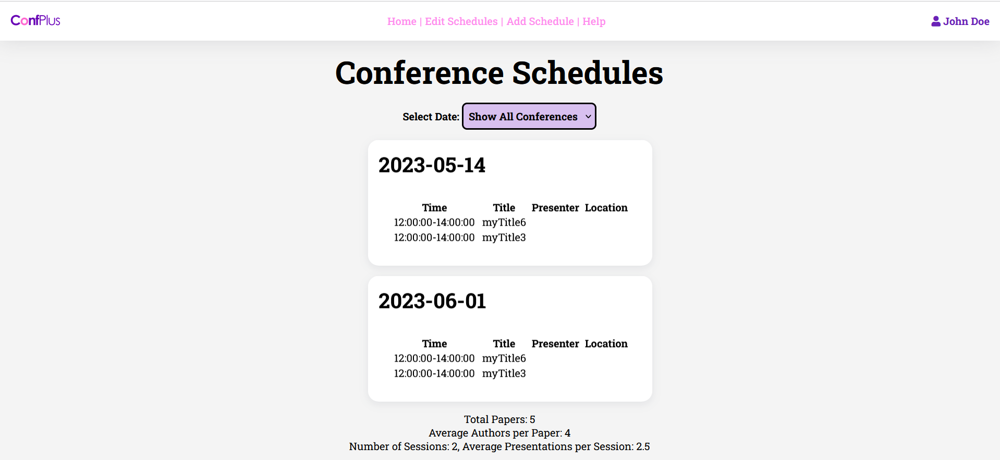 ConfPlus
Home | Edit Schedules | Add Schedule | Help
John Doe
Conference Schedules
Select Date: Show All Conferences
2023-05-14
Time Title Presenter Location
12:00:00-14:00:00 myTitle6
12:00:00-14:00:00 myTitle3
2023-06-01
Time Title Presenter Location
12:00:00-14:00:00 myTitle6
12:00:00-14:00:00 myTitle3
Total Papers: 5
Average Authors per Paper: 4
Number of Sessions: 2, Average Presentations per Session: 2.5